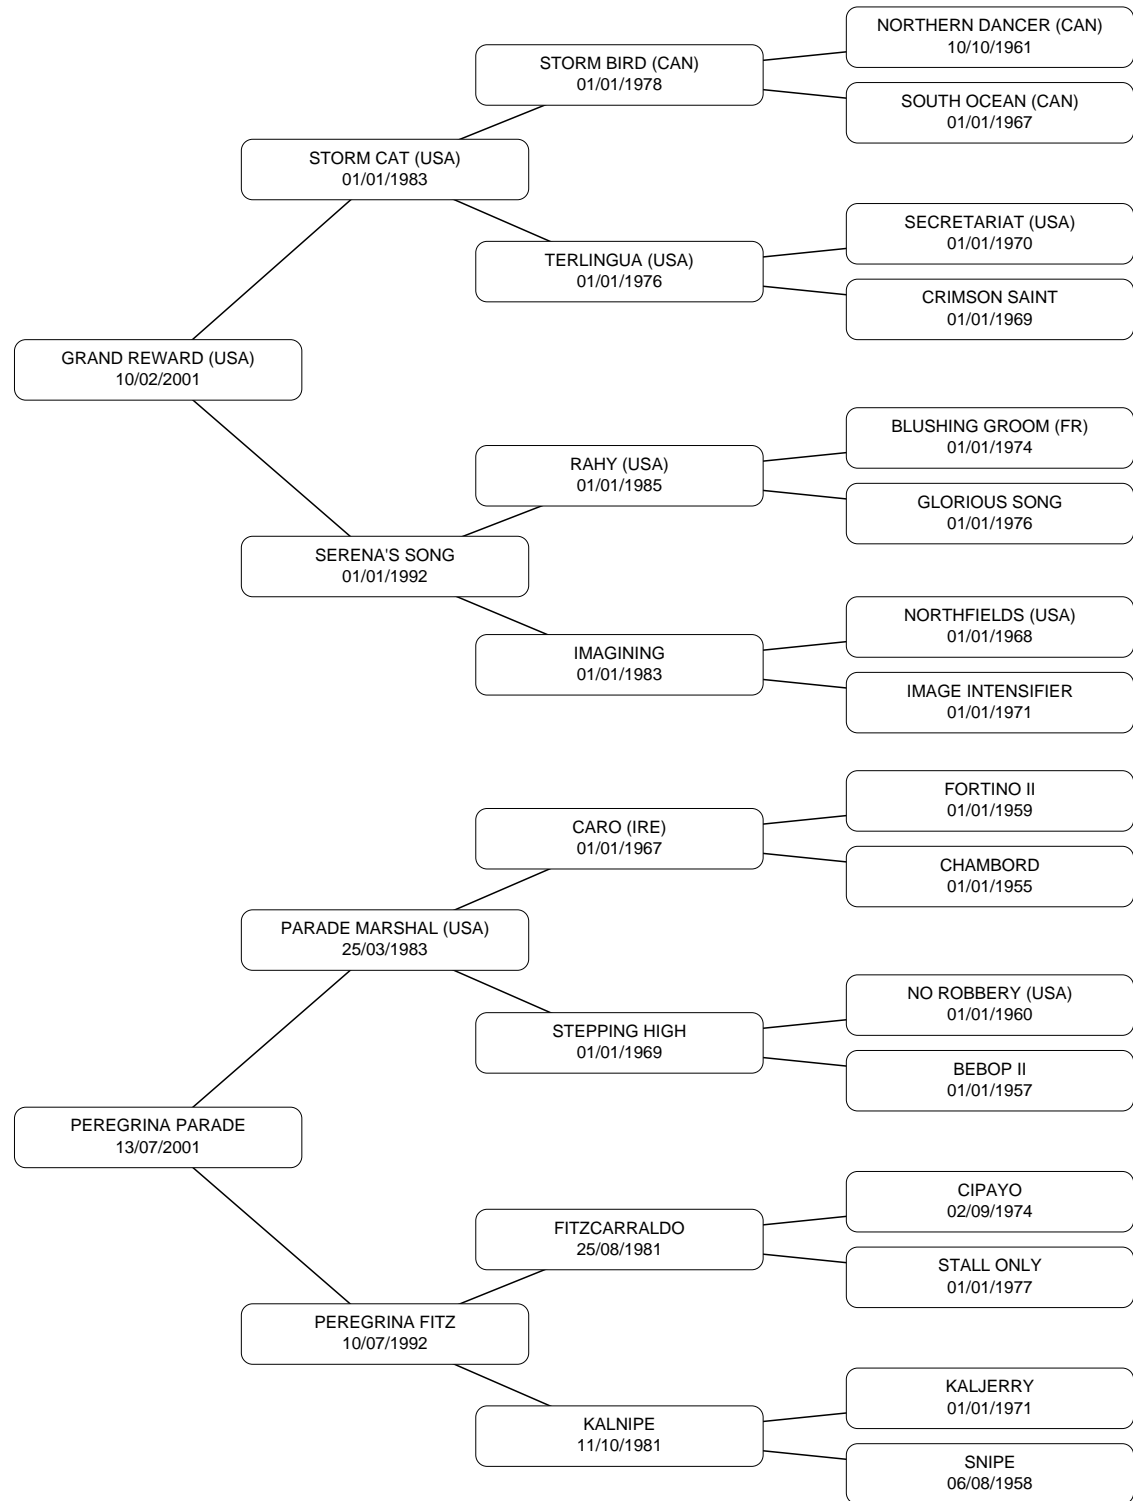 NORTHERN DANCER (CAN)
10/10/1961
STORM BIRD (CAN)
01/01/1978
SOUTH OCEAN (CAN)
01/01/1967
STORM CAT (USA)
01/01/1983
SECRETARIAT (USA)
01/01/1970
TERLINGUA (USA)
01/01/1976
CRIMSON SAINT
01/01/1969
GRAND REWARD (USA)
10/02/2001
BLUSHING GROOM (FR)
01/01/1974
RAHY (USA)
01/01/1985
GLORIOUS SONG
01/01/1976
SERENA'S SONG
01/01/1992
NORTHFIELDS (USA)
01/01/1968
IMAGINING
01/01/1983
IMAGE INTENSIFIER
01/01/1971
FORTINO II
01/01/1959
CARO (IRE)
01/01/1967
CHAMBORD
01/01/1955
PARADE MARSHAL (USA)
25/03/1983
NO ROBBERY (USA)
01/01/1960
STEPPING HIGH
01/01/1969
BEBOP II
01/01/1957
PEREGRINA PARADE
13/07/2001
CIPAYO
02/09/1974
FITZCARRALDO
25/08/1981
STALL ONLY
01/01/1977
PEREGRINA FITZ
10/07/1992
KALJERRY
01/01/1971
KALNIPE
11/10/1981
SNIPE
06/08/1958